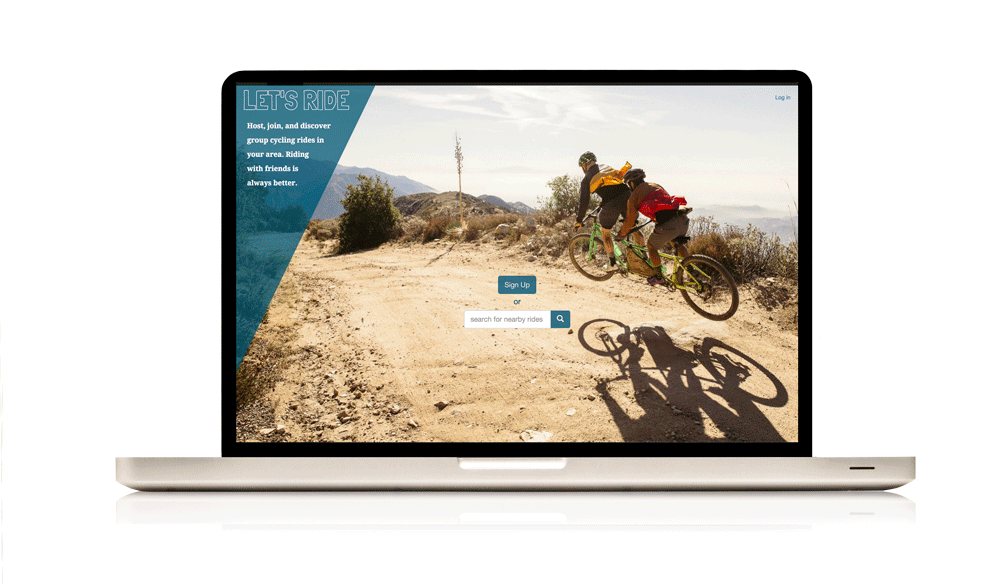 LET'S RIDE
Log in
Host, join, and discover
group cycling rides in
your area. Riding
with friends is
always better.
Sign Up
or
search for nearby rides